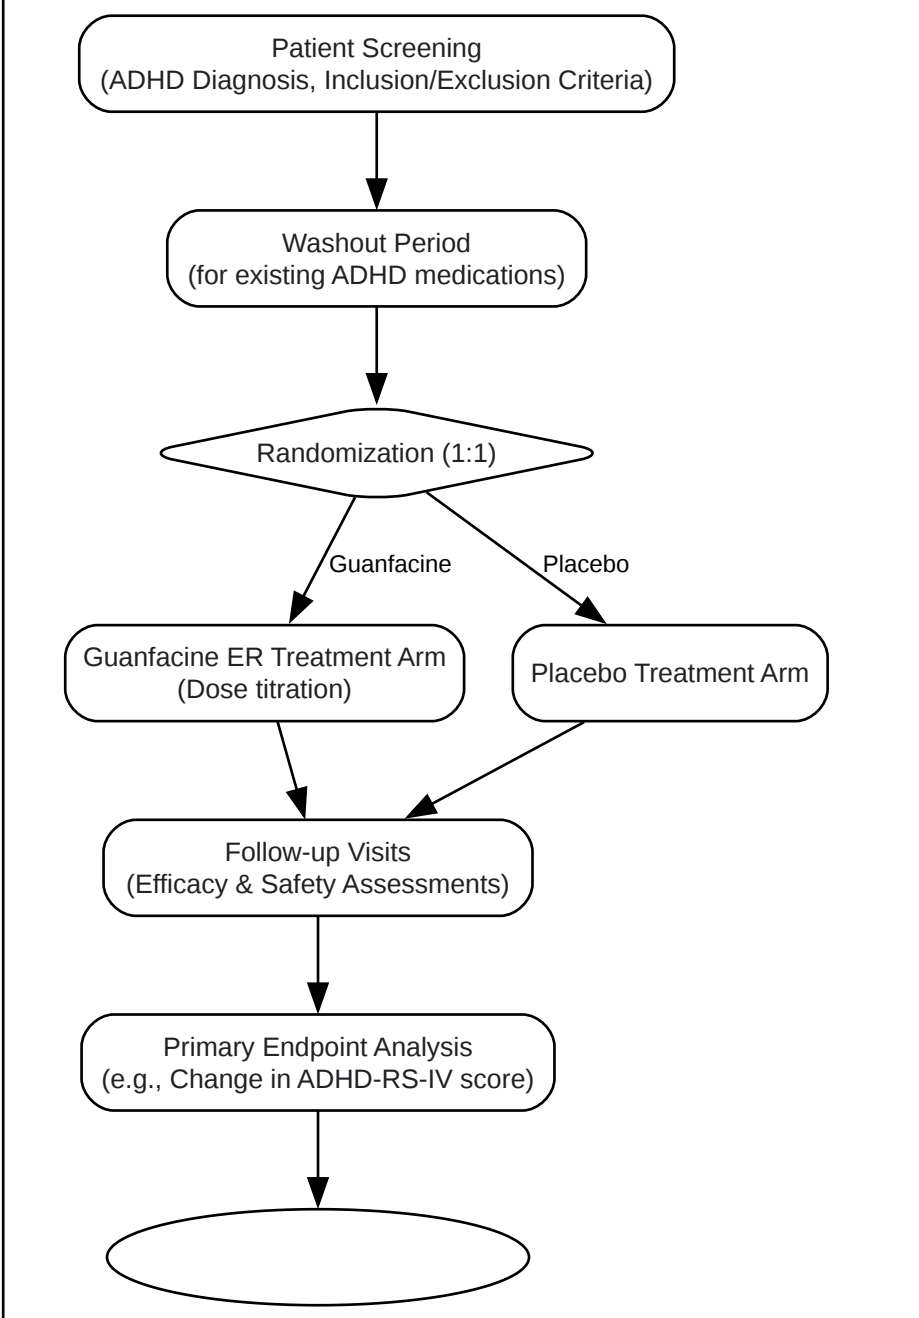 Patient Screening
(ADHD Diagnosis, Inclusion/Exclusion Criteria)
Washout Period
(for existing ADHD medications)
Randomization (1:1)
Guanfacine
Placebo
Guanfacine ER Treatment Arm
(Dose titration)
Placebo Treatment Arm
Follow-up Visits
(Efficacy & Safety Assessments)
Primary Endpoint Analysis
(e.g., Change in ADHD-RS-IV score)